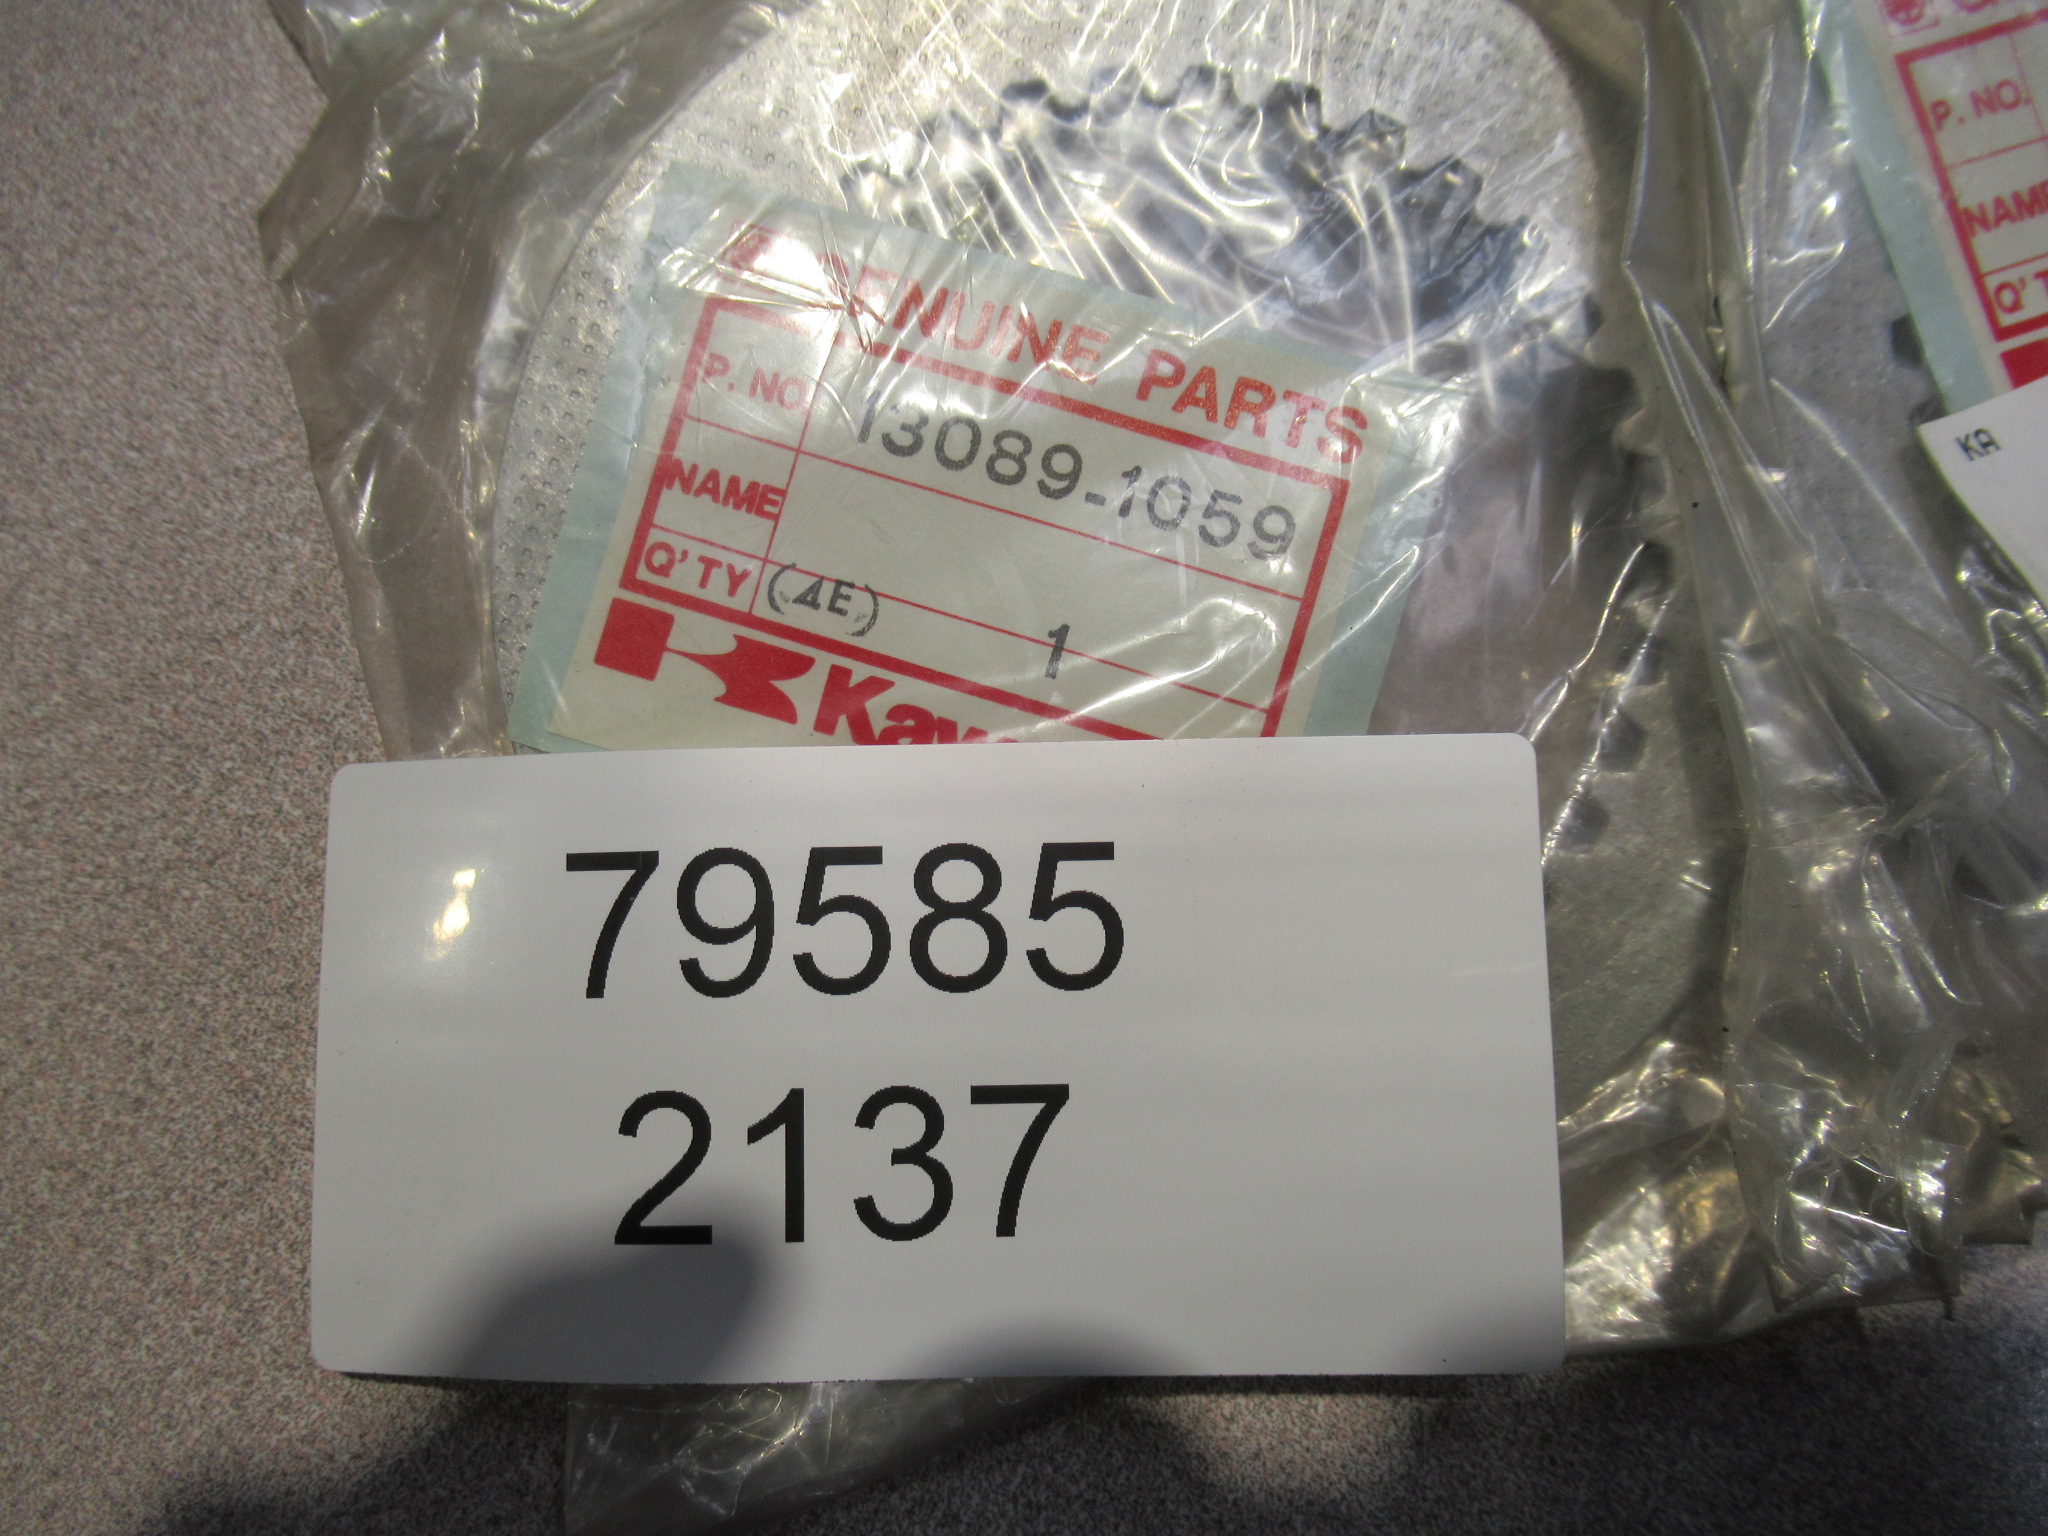 GENUINE PARTS
P. NO. 13089-1059
NAME
Q'TY (4E) 1
79585
2137
P. NO.
NAME
KA